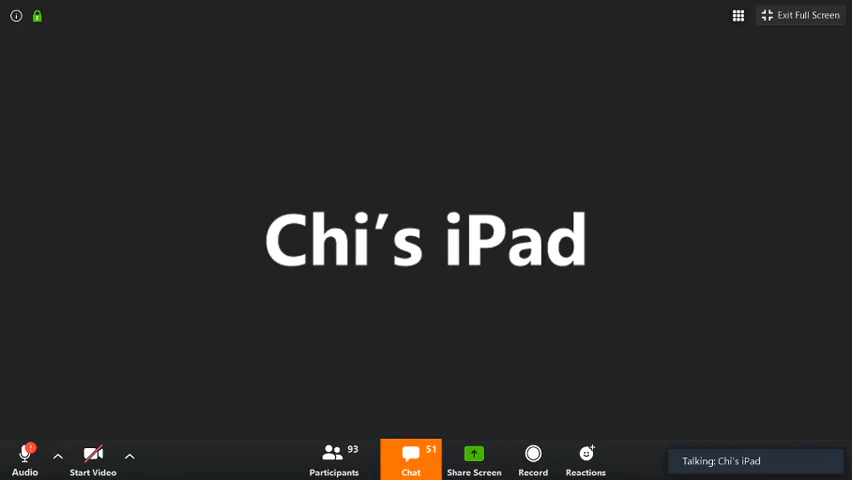 Exit Full Screen
Chi's iPad
Audio
Start Video
93
Participants
51
Chat
Share Screen
Record
Reactions
Talking: Chi's iPad